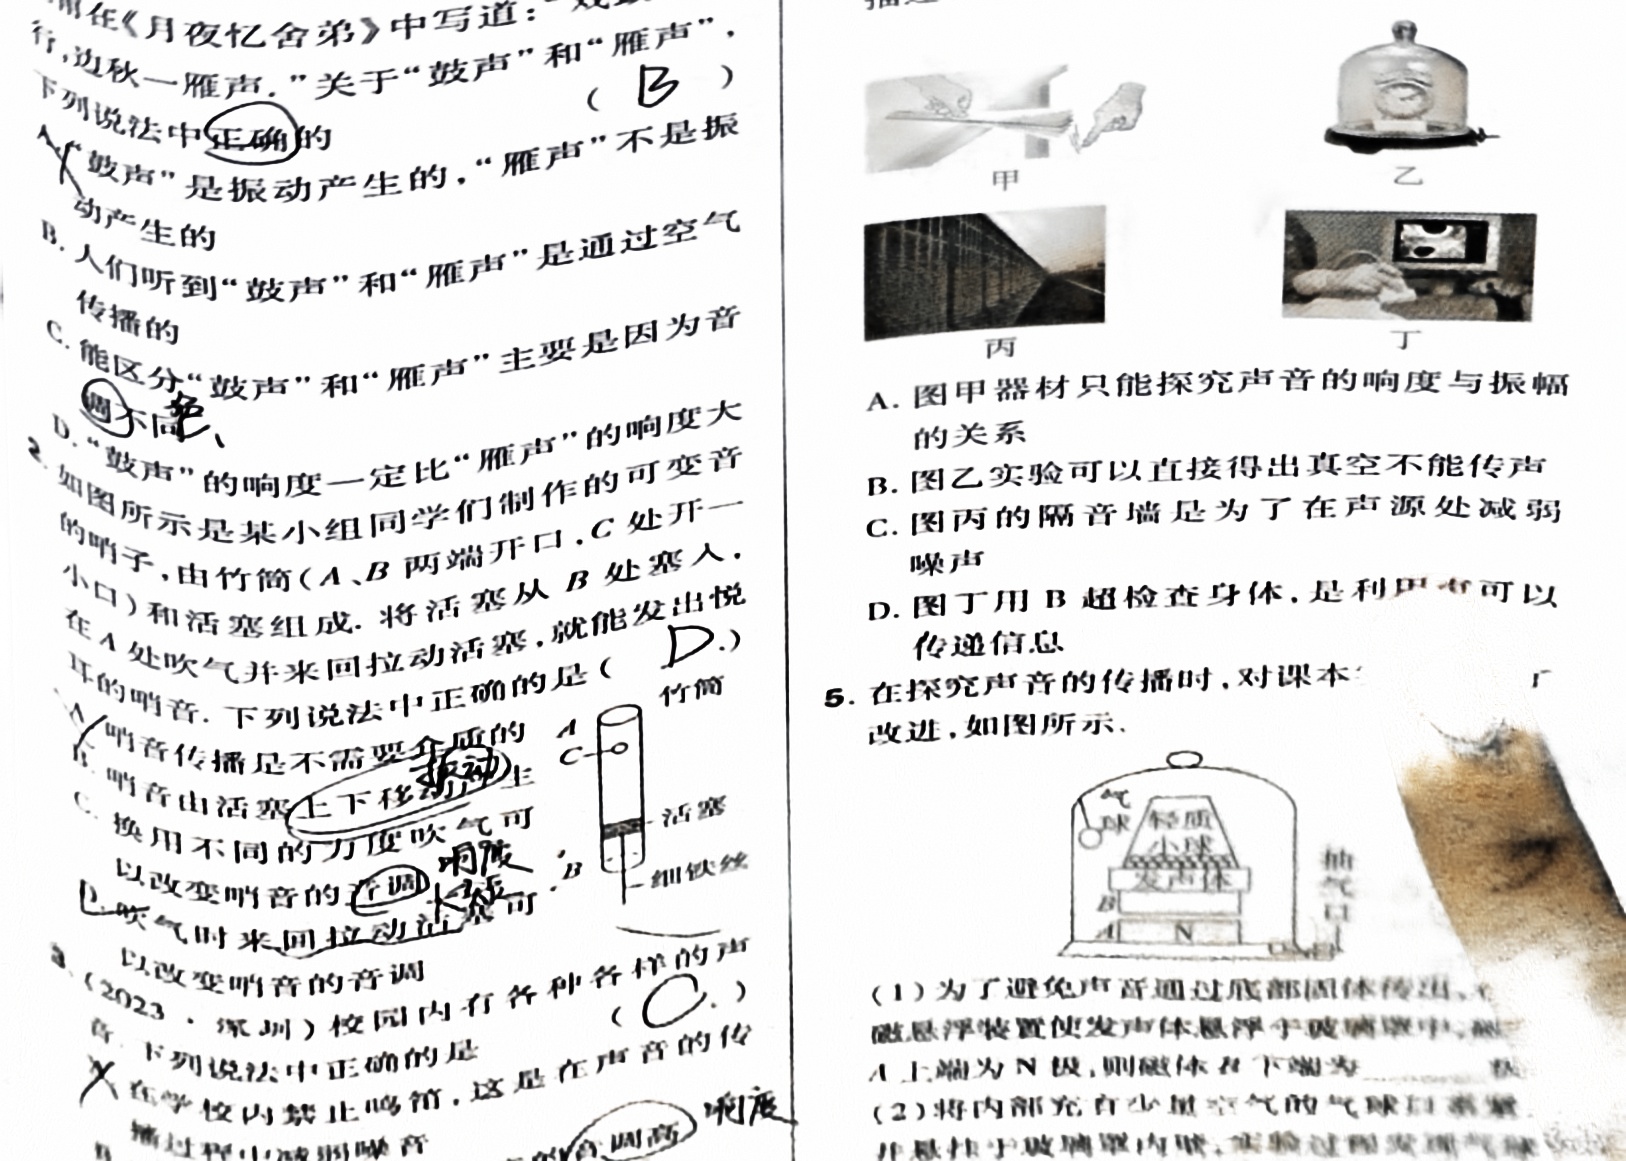 在《月夜忆舍弟》中写道：“
行,边秋一雁声.”关于“鼓声”和“雁声”,
下列说法中正确的 ( B )
A. “鼓声”是振动产生的,“雁声”不是振
动产生的
B. 人们听到“鼓声”和“雁声”是通过空气
传播的
C. 能区分“鼓声”和“雁声”主要是因为音
调不同 色
D. “鼓声”的响度一定比“雁声”的响度大
2. 如图所示是某小组同学们制作的可变音
的哨子,由竹筒(A、B两端开口,C处开一
小口)和活塞组成. 将活塞从B处塞入,
在A处吹气并来回拉动活塞,就能发出悦
耳的哨音. 下列说法中正确的是( D )
A. 哨音传播是不需要介质的
B. 哨音由活塞上下移动产生 振动
C. 换用不同的力度吹气可
以改变哨音的音调 响度
D. 吹气时来回拉动活塞可
以改变哨音的音调
竹筒
A
C
活塞
B
细铁丝
3. (2023·深圳)校园内有各种各样的声
音. 下列说法中正确的是 ( C )
A. 在学校内禁止鸣笛,这是在声音的传
播过程中减弱噪音
B. 的音调高 响度
甲
乙
丙
丁
A. 图甲器材只能探究声音的响度与振幅
的关系
B. 图乙实验可以直接得出真空不能传声
C. 图丙的隔音墙是为了在声源处减弱
噪声
D. 图丁用B超检查身体,是利用声可以
传递信息
5. 在探究声音的传播时,对课本
改进,如图所示.
气球
轻质
小球
发声体
B
A N
抽气口
(1)为了避免声音通过底部固体传出,
磁悬浮装置使发声体悬浮于玻璃罩中,
A上端为N极,则磁体B下端为
(2)将内部充有少量空气的气球口
并悬挂于玻璃罩内